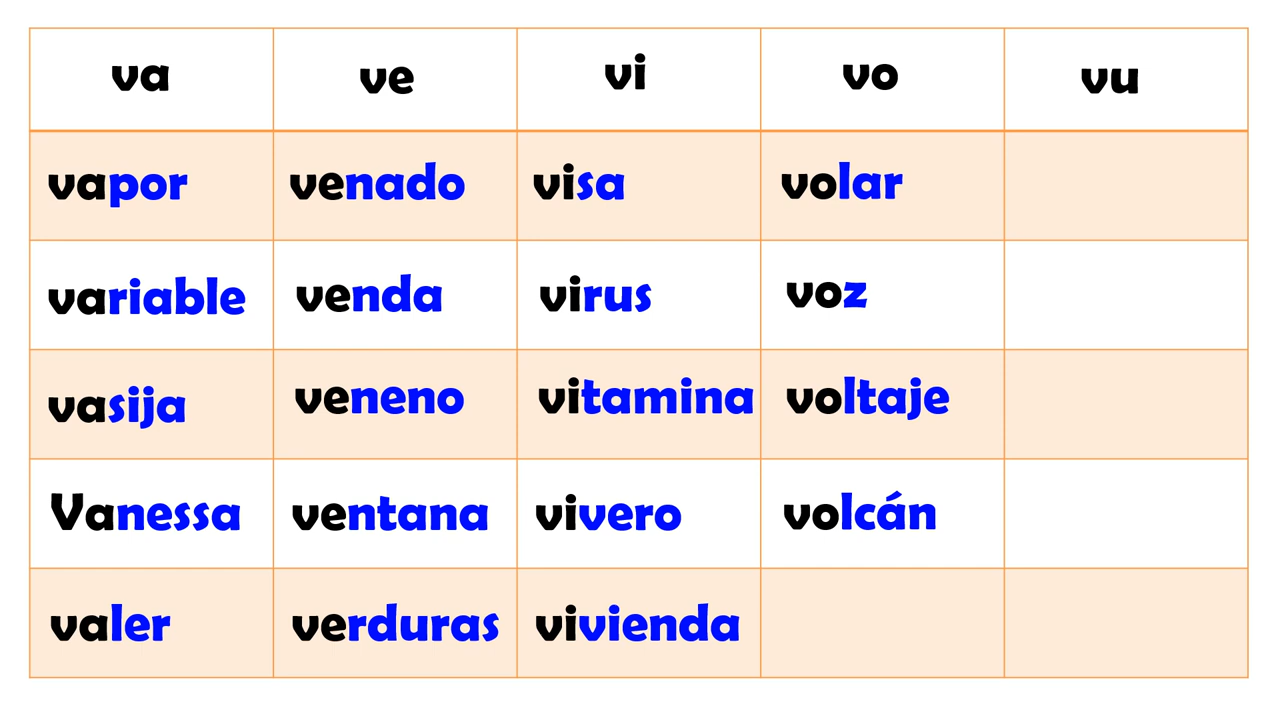 va ve vi vo vu
vapor venado visa volar
variable venda virus voz
vasija veneno vitamina voltaje
Vanessa ventana vivero volcán
valer verduras vivienda